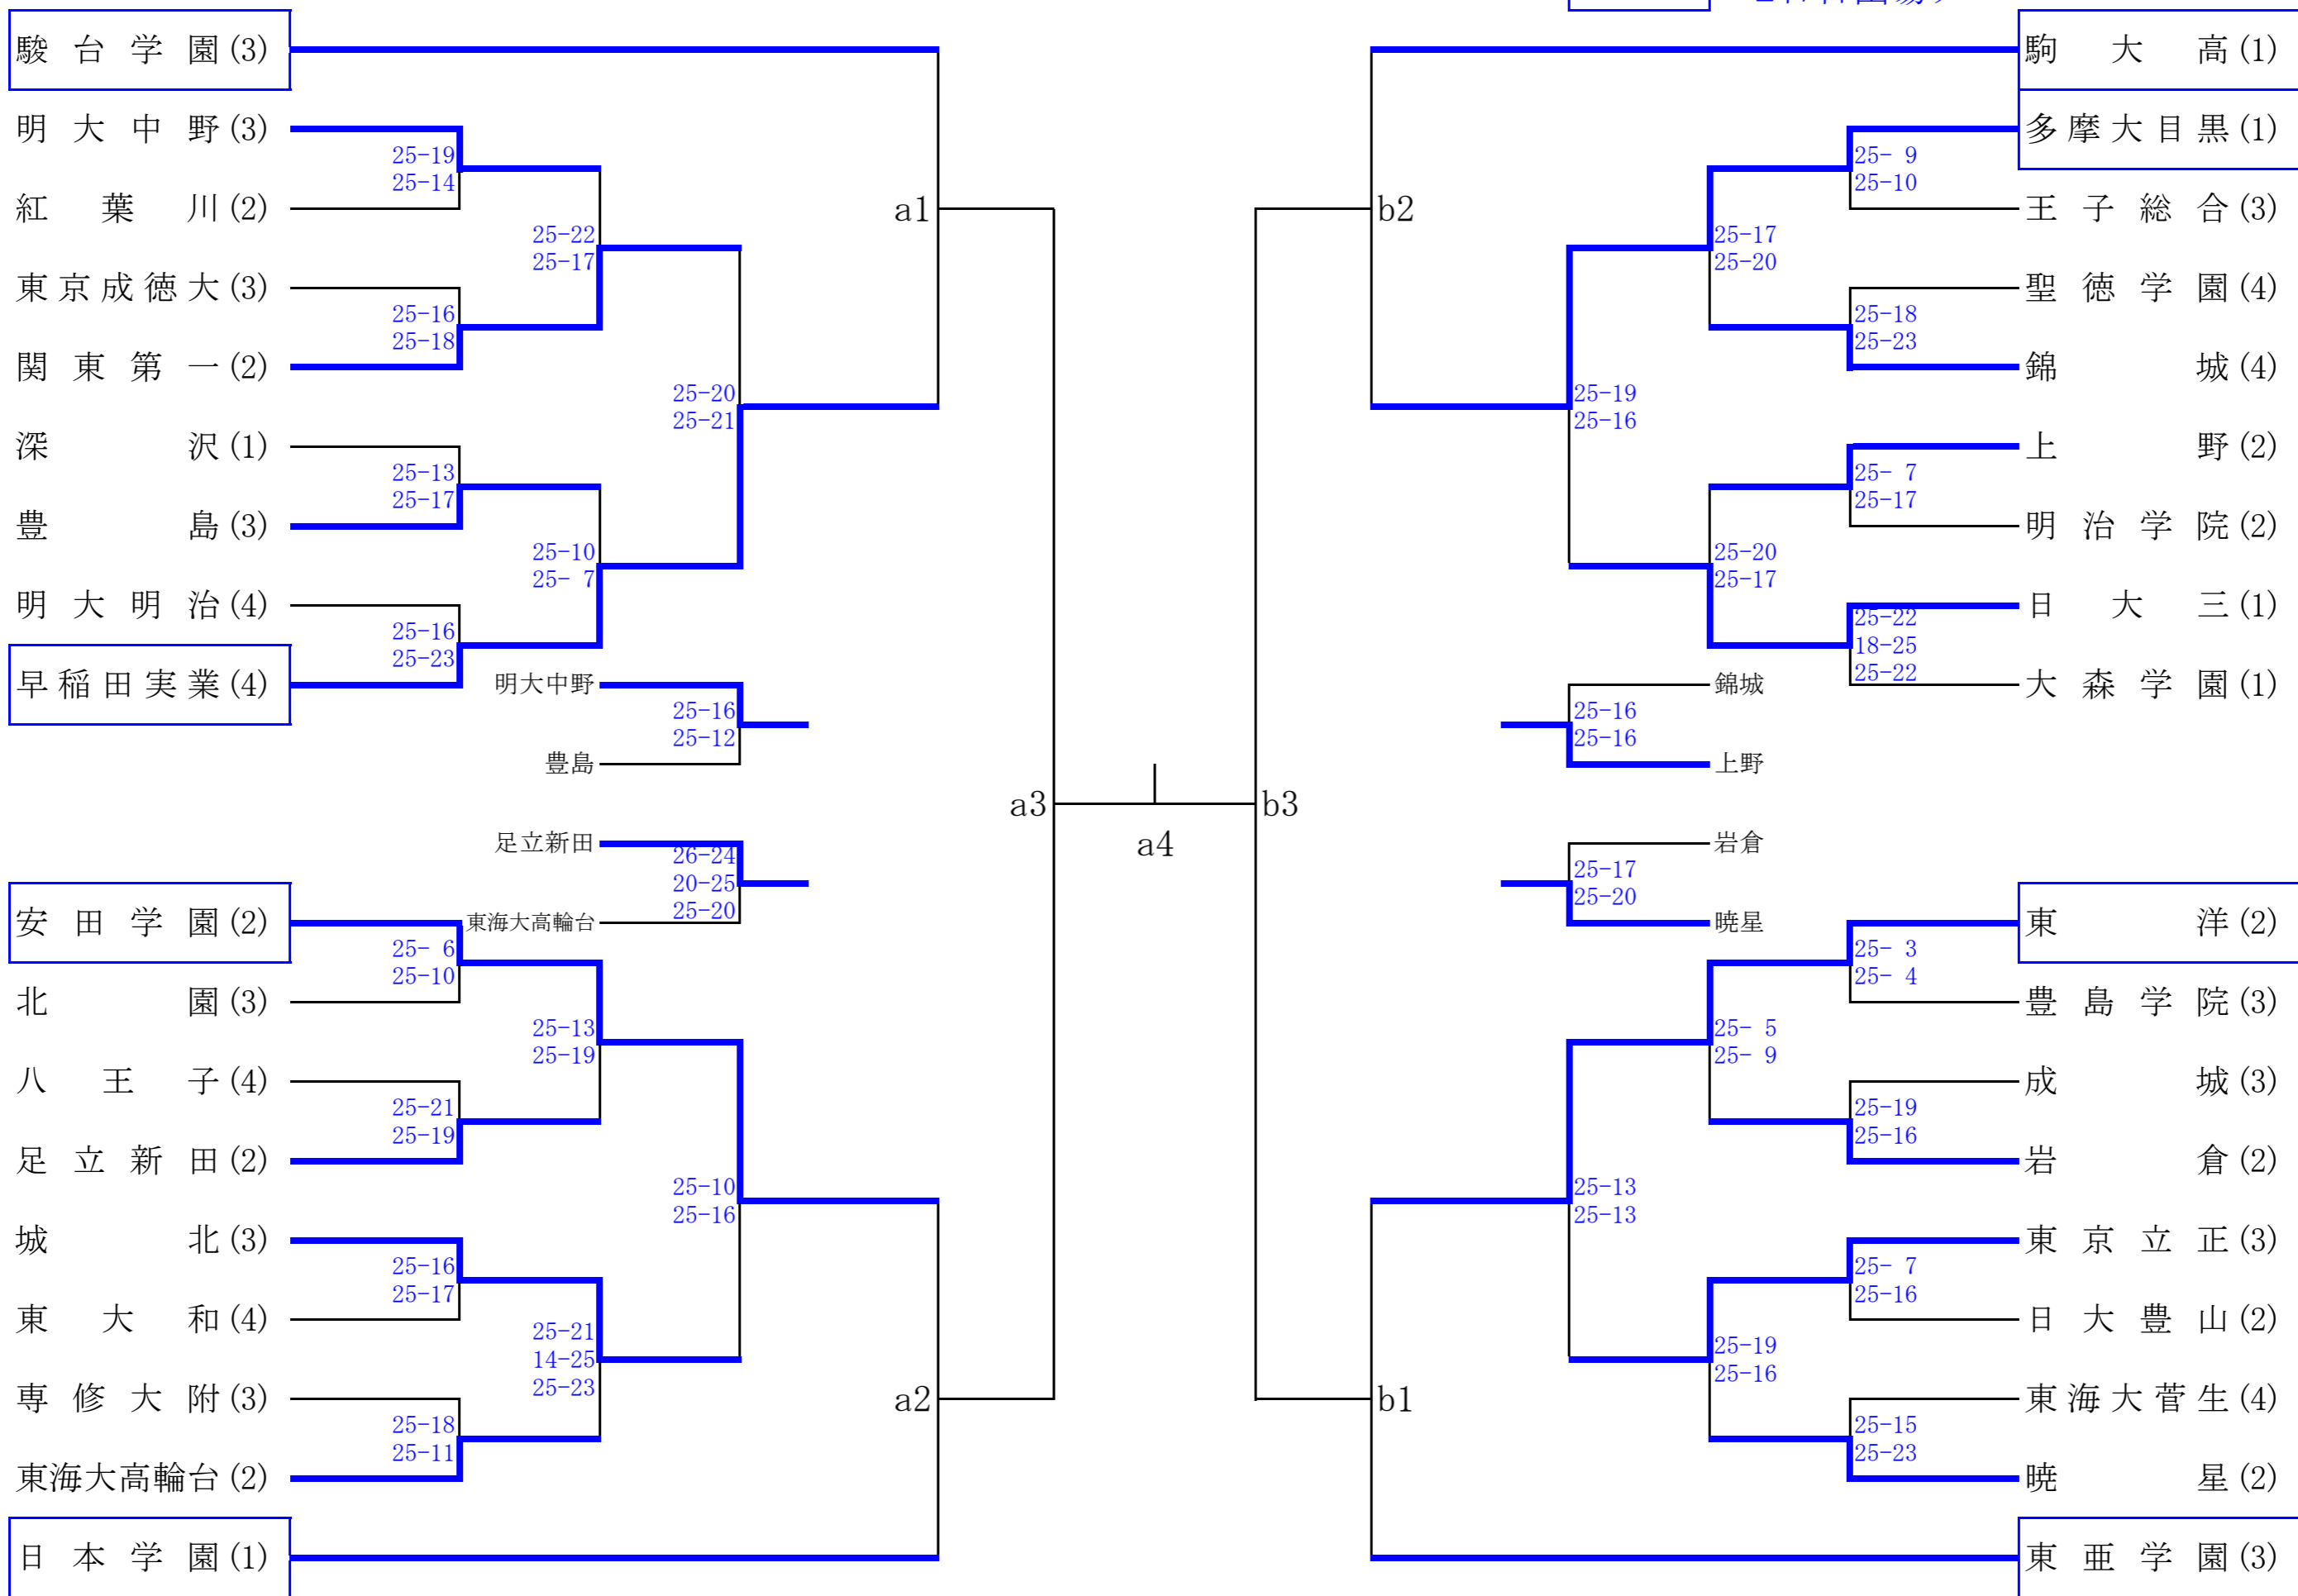 駿台学園(3)
明大中野(3)
25-19
25-14
紅葉川(2)
25-22
25-17
東京成徳大(3)
25-16
25-18
関東第一(2)
25-20
25-21
深沢(1)
25-13
25-17
豊島(3)
25-10
25- 7
明大明治(4)
25-16
25-23
早稲田実業(4)
明大中野
25-16
25-12
豊島
足立新田
26-24
20-25
25-20
東海大高輪台
安田学園(2)
25- 6
25-10
北園(3)
25-13
25-19
八王子(4)
25-21
25-19
足立新田(2)
25-10
25-16
城北(3)
25-16
25-17
東大和(4)
25-21
14-25
25-23
専修大附(3)
25-18
25-11
東海大高輪台(2)
日本学園(1)
a1
a2
a3
a4
b3
b2
b1
駒大高(1)
多摩大目黒(1)
25- 9
25-10
王子総合(3)
25-17
25-20
聖徳学園(4)
25-18
25-23
錦城(4)
25-19
25-16
上野(2)
25- 7
25-17
明治学院(2)
25-20
25-17
日大三(1)
25-22
18-25
25-22
大森学園(1)
錦城
25-16
25-16
上野
岩倉
25-17
25-20
暁星
東洋(2)
25- 3
25- 4
豊島学院(3)
25- 5
25- 9
成城(3)
25-19
25-16
岩倉(2)
25-13
25-13
東京立正(3)
25- 7
25-16
日大豊山(2)
25-19
25-16
東海大菅生(4)
25-15
25-23
暁星(2)
東亜学園(3)